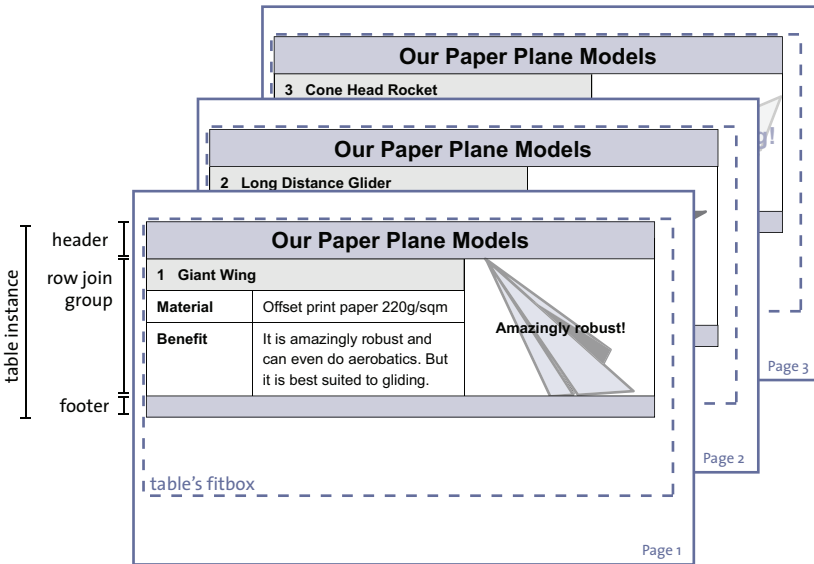 Our Paper Plane Models
3 Cone Head Rocket
Our Paper Plane Models
2 Long Distance Glider
header
row join
group
table instance
footer
Our Paper Plane Models
1 Giant Wing
Material
Offset print paper 220g/sqm
Benefit
It is amazingly robust and
can even do aerobatics. But
it is best suited to gliding.
Amazingly robust!
table's fitbox
Page 1
Page 2
Page 3